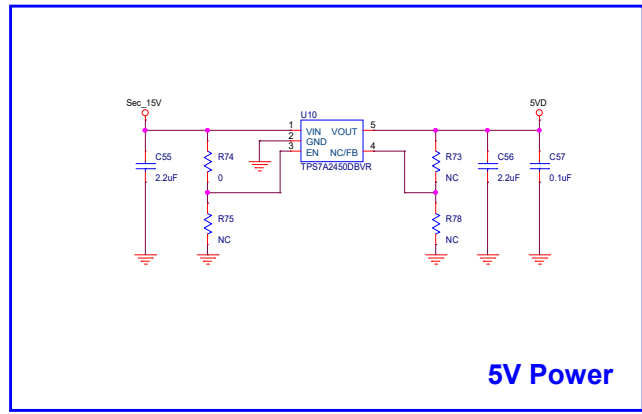 Sec_15V
5VD
U10
1 VIN VOUT 5
2 GND
3 EN NC/FB 4
TPS7A2450DBVR
C55
2.2uF
R74
0
R75
NC
R73
NC
R78
NC
C56
2.2uF
C57
0.1uF
5V Power